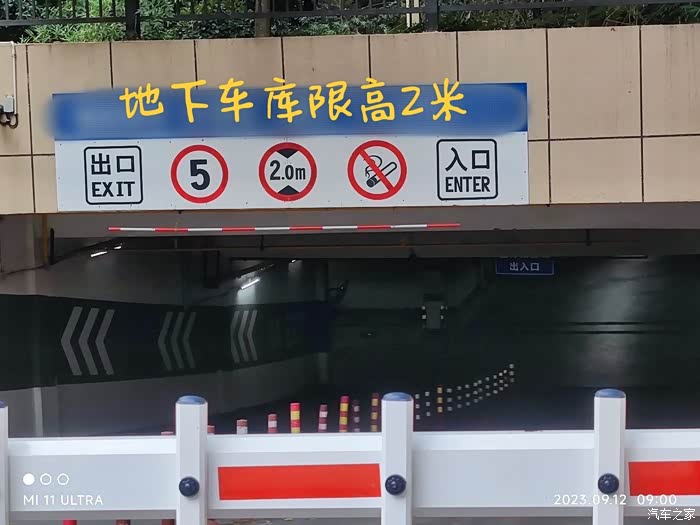 地下车库限高2米
出口
EXIT
5
2.0m
入口
ENTER
出入口
MI 11 ULTRA
2023.09.12 09:00
汽车之家